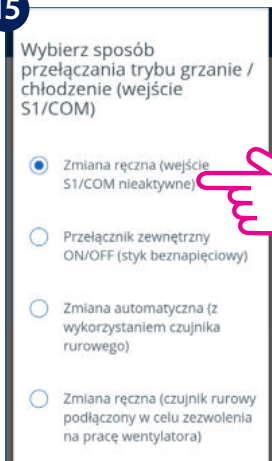 15
Wybierz sposób
przełączania trybu grzanie /
chłodzenie (wejście
S1/COM)
Zmiana ręczna (wejście
S1/COM nieaktywne)
Przełącznik zewnętrzny
ON/OFF (styk beznapięciowy)
Zmiana automatyczna (z
wykorzystaniem czujnika
rurowego)
Zmiana ręczna (czujnik rurowy
podłączony w celu zezwolenia
na pracę wentylatora)